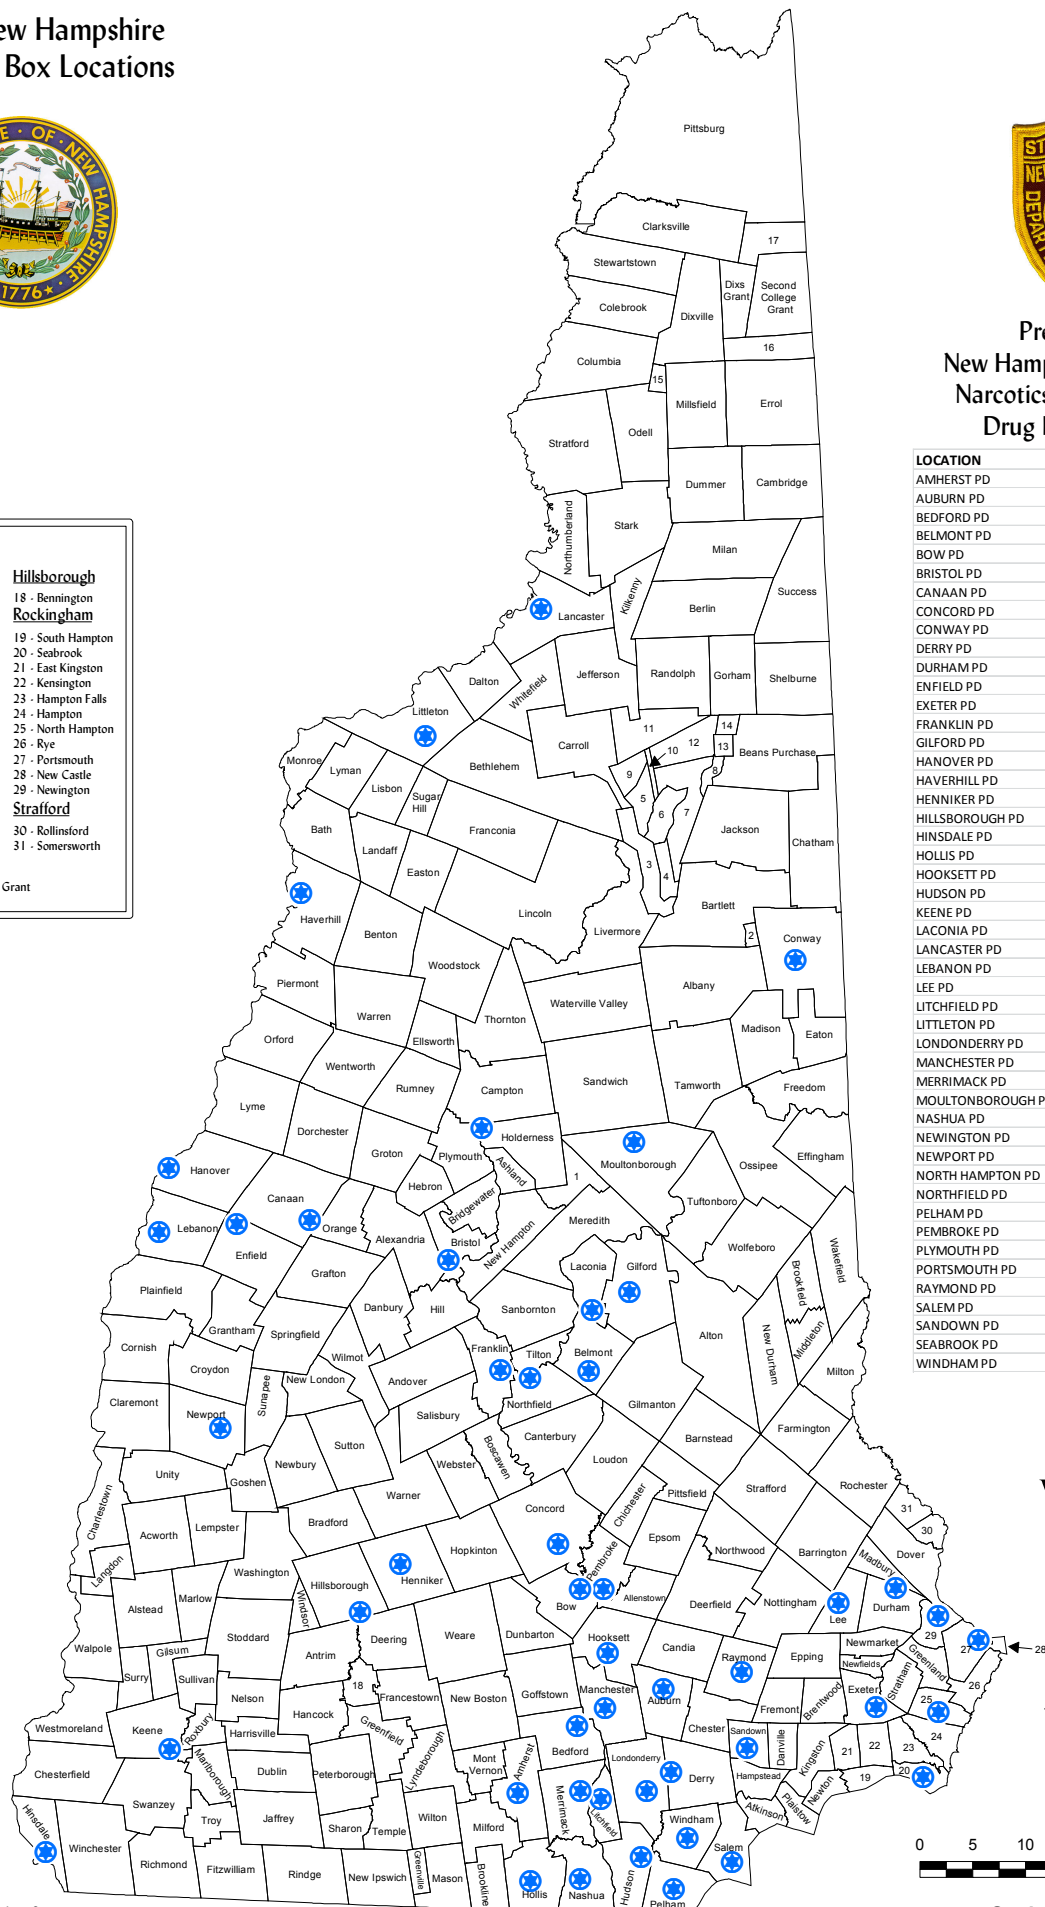 ew Hampshire
Box Locations
E · OF · NEW HAMPSHIRE
1776
ST
NEW
DEPART
Pre
New Hamp
Narcotics
Drug
LOCATION
AMHERST PD
AUBURN PD
BEDFORD PD
BELMONT PD
BOW PD
BRISTOL PD
CANAAN PD
CONCORD PD
CONWAY PD
DERRY PD
DURHAM PD
ENFIELD PD
EXETER PD
FRANKLIN PD
GILFORD PD
HANOVER PD
HAVERHILL PD
HENNIKER PD
HILLSBOROUGH PD
HINSDALE PD
HOLLIS PD
HOOKSETT PD
HUDSON PD
KEENE PD
LACONIA PD
LANCASTER PD
LEBANON PD
LEE PD
LITCHFIELD PD
LITTLETON PD
LONDONDERRY PD
MANCHESTER PD
MERRIMACK PD
MOULTONBOROUGH P
NASHUA PD
NEWINGTON PD
NEWPORT PD
NORTH HAMPTON PD
NORTHFIELD PD
PELHAM PD
PEMBROKE PD
PLYMOUTH PD
PORTSMOUTH PD
RAYMOND PD
SALEM PD
SANDOWN PD
SEABROOK PD
WINDHAM PD
Hillsborough
18 - Bennington
Rockingham
19 - South Hampton
20 - Seabrook
21 - East Kingston
22 - Kensington
23 - Hampton Falls
24 - Hampton
25 - North Hampton
26 - Rye
27 - Portsmouth
28 - New Castle
29 - Newington
Strafford
30 - Rollinsford
31 - Somersworth
Grant
Pittsburg
Clarksville
17
Stewartstown
Dixs
Grant
Second
College
Grant
Colebrook
Dixville
16
Columbia
15
Millsfield
Errol
Odell
Stratford
Dummer
Cambridge
Northumberland
Stark
Milan
Success
Kilkenny
Berlin
Lancaster
Dalton
Whitefield
Jefferson
Randolph
Gorham
Shelburne
Littleton
11
14
12
13
Carroll
10
Beans Purchase
Monroe
Lyman
Bethlehem
9
8
Lisbon
Sugar
Hill
5
6
7
Bath
Franconia
Jackson
Landaff
Chatham
Easton
3
4
Lincoln
Bartlett
Haverhill
Benton
Livermore
2
Conway
Woodstock
Piermont
Albany
Waterville Valley
Warren
Thornton
Madison
Eaton
Orford
Ellsworth
Wentworth
Sandwich
Tamworth
Freedom
Rumney
Campton
Lyme
Dorchester
Holderness
Groton
Plymouth
Ashland
Moultonborough
Ossipee
Effingham
Hanover
Hebron
1
Canaan
Bridgewater
Tuftonboro
Lebanon
Orange
Alexandria
Bristol
New Hampton
Meredith
Enfield
Wolfeboro
Wakefield
Grafton
Laconia
Gilford
Brookfield
Plainfield
Danbury
Hill
Sanbornton
Grantham
Springfield
Alton
New Durham
Middleton
Cornish
Wilmot
Franklin
Tilton
Belmont
Croydon
Sunapee
New London
Andover
Milton
Claremont
Newport
Salisbury
Northfield
Gilmanton
Sutton
Boscawen
Canterbury
Barnstead
Farmington
Unity
Goshen
Newbury
Webster
Loudon
Warner
Chichester
Pittsfield
Strafford
Rochester
Charlestown
Acworth
Lempster
Bradford
Concord
31
30
Hopkinton
Epsom
Northwood
Barrington
Madbury
Dover
Langdon
Washington
Henniker
Pembroke
Hillsborough
Windsor
Alstead
Marlow
Bow
Allenstown
Deerfield
Nottingham
Lee
Durham
Stoddard
Deering
Weare
Dunbarton
Hooksett
Candia
29
27
28
Walpole
Gilsum
Antrim
Raymond
Epping
Newmarket
Newfields
Greenland
Surry
Sullivan
18
Francestown
New Boston
Goffstown
Manchester
Auburn
Exeter
Stratham
26
Nelson
Hancock
Fremont
Brentwood
25
Westmoreland
Keene
Roxbury
Harrisville
Greenfield
Chester
Sandown
Danville
24
Bedford
Kingston
21
22
23
Chesterfield
Marlborough
Dublin
Peterborough
Lyndeborough
Mont
Vernon
Amherst
Londonderry
Derry
Hampstead
20
19
Swanzey
Merrimack
Litchfield
Plaistow
Newton
Hinsdale
Troy
Jaffrey
Sharon
Temple
Wilton
Milford
Windham
Atkinson
Winchester
Salem
Richmond
Fitzwilliam
Rindge
New Ipswich
Greenville
Mason
Brookline
Hollis
Nashua
Hudson
Pelham
0 5 10